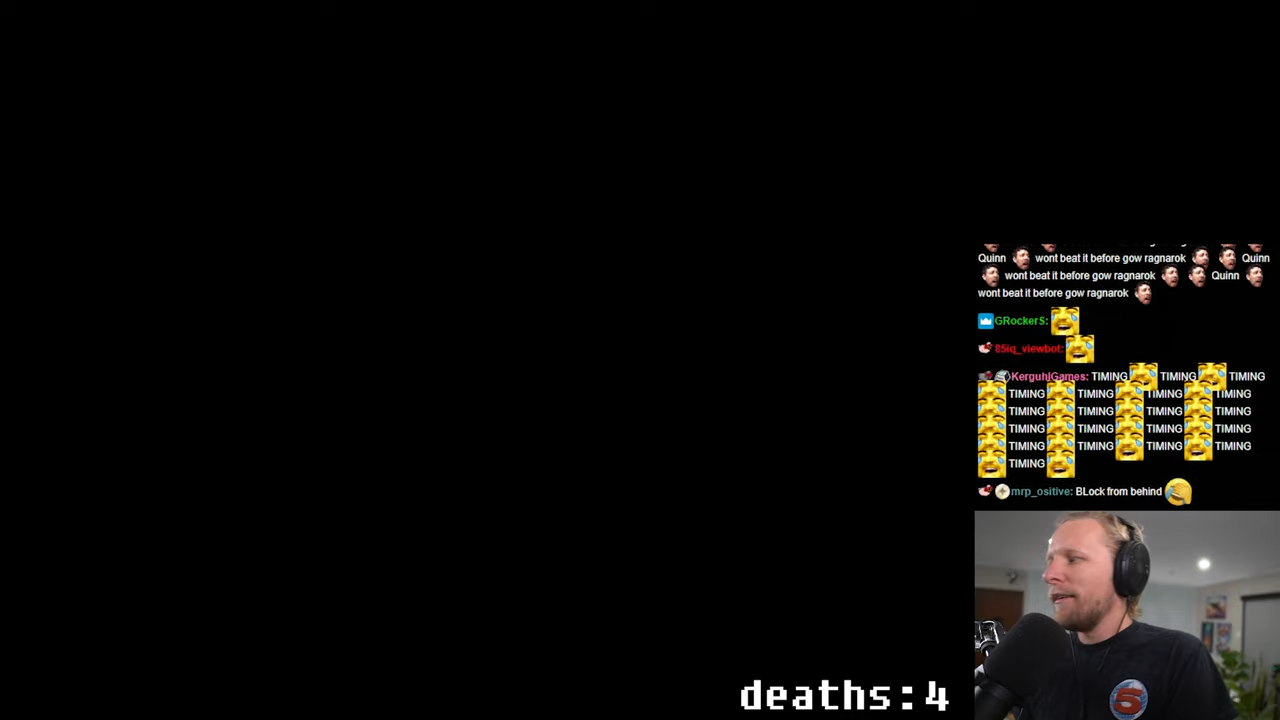 Quinn wont beat it before gow ragnarok Quinn
wont beat it before gow ragnarok Quinn
wont beat it before gow ragnarok
GRockerS:
85iq_viewbot:
KerguhlGames: TIMING TIMING TIMING
TIMING TIMING TIMING TIMING
TIMING TIMING TIMING TIMING
TIMING TIMING TIMING TIMING
TIMING TIMING TIMING TIMING
TIMING
mrp_ositive: BLock from behind
5
deaths:4